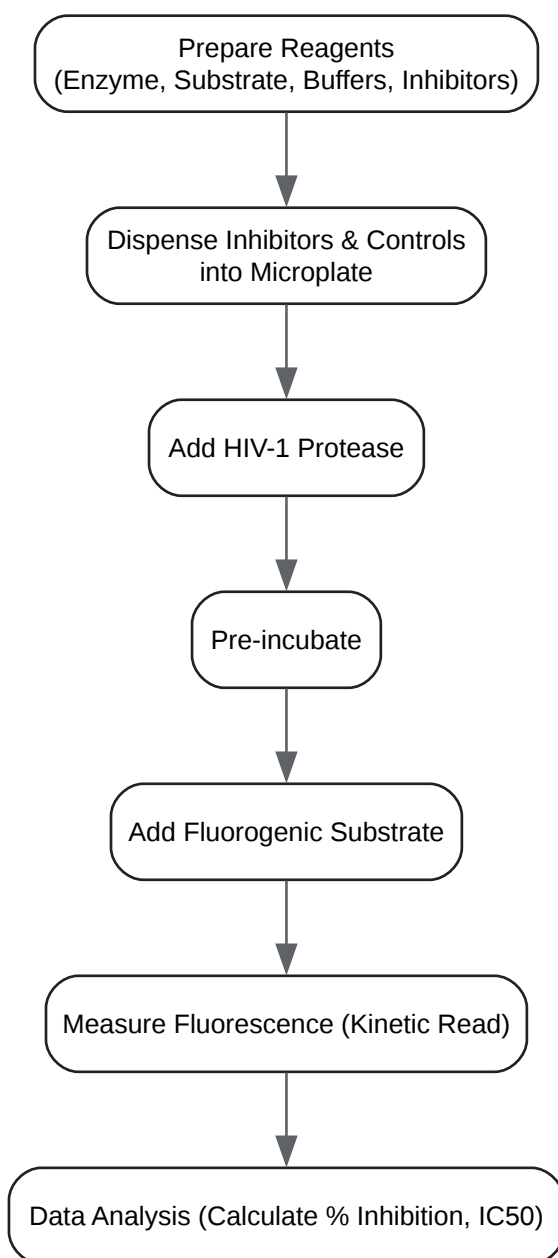 Prepare Reagents
(Enzyme, Substrate, Buffers, Inhibitors)
Dispense Inhibitors & Controls
into Microplate
Add HIV-1 Protease
Pre-incubate
Add Fluorogenic Substrate
Measure Fluorescence (Kinetic Read)
Data Analysis (Calculate % Inhibition, IC50)